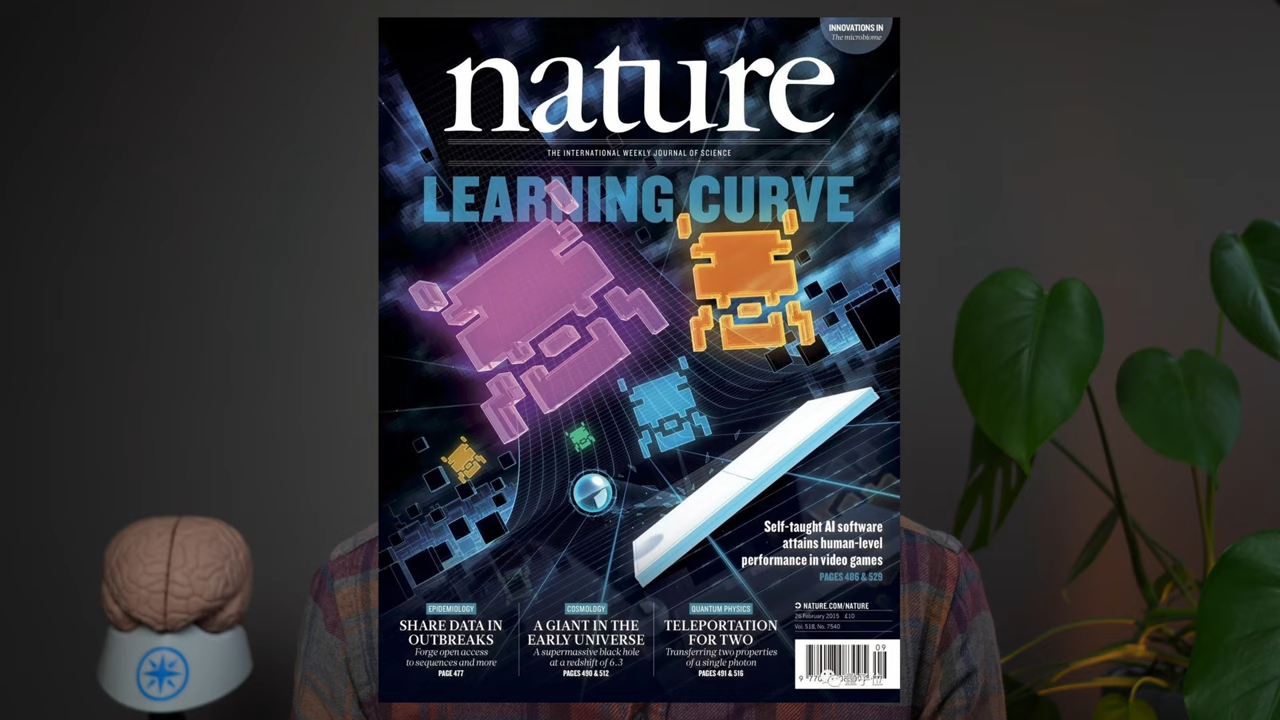 INNOVATIONS IN
The microbiome
nature
THE INTERNATIONAL WEEKLY JOURNAL OF SCIENCE
LEARNING CURVE
Self-taught AI software
attains human-level
performance in video games
PAGES 486 & 529
EPIDEMIOLOGY
SHARE DATA IN
OUTBREAKS
Forge open access
to sequences and more
PAGE 477
COSMOLOGY
A GIANT IN THE
EARLY UNIVERSE
A supermassive black hole
at a redshift of 6.3
PAGES 490 & 512
QUANTUM PHYSICS
TELEPORTATION
FOR TWO
Transferring two properties
of a single photon
PAGES 491 & 516
NATURE.COM/NATURE
26 February 2015 £10
Vol. 518, No. 7540
09